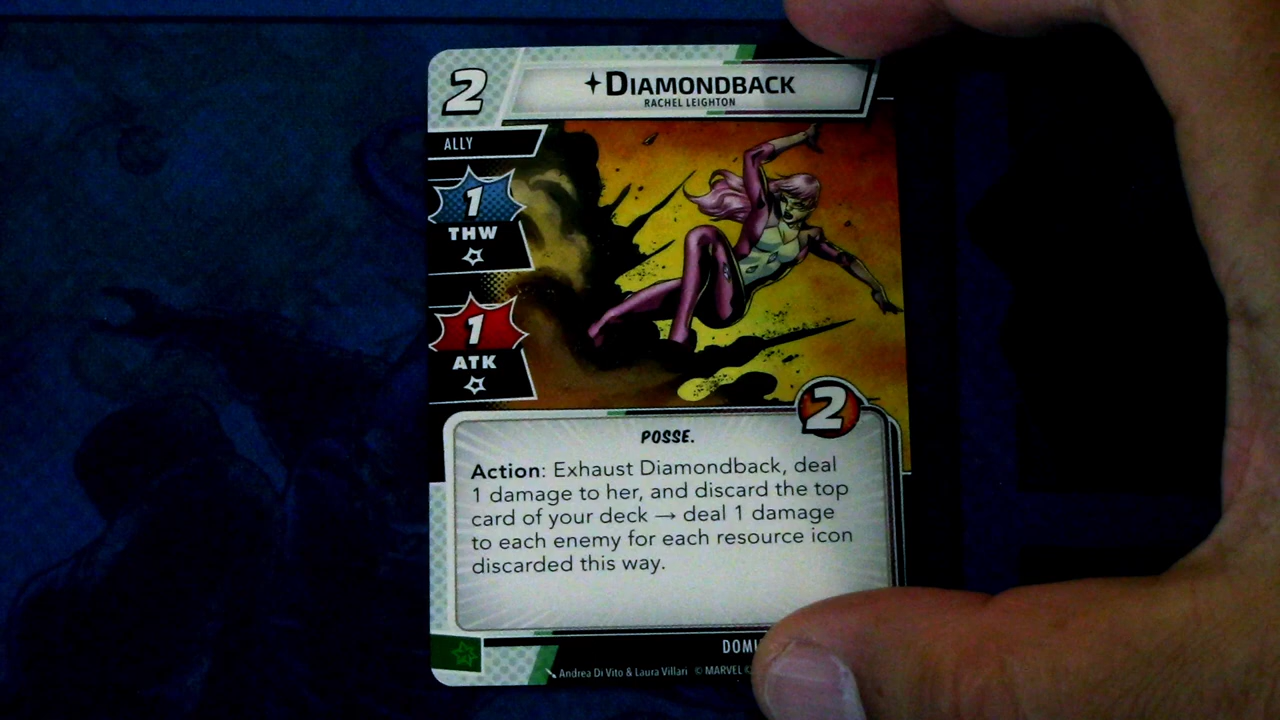 2
DIAMONDBACK
RACHEL LEIGHTON
ALLY
1
THW
1
ATK
2
POSSE.
Action: Exhaust Diamondback, deal
1 damage to her, and discard the top
card of your deck → deal 1 damage
to each enemy for each resource icon
discarded this way.
Andrea Di Vito & Laura Villari © MARVEL ©